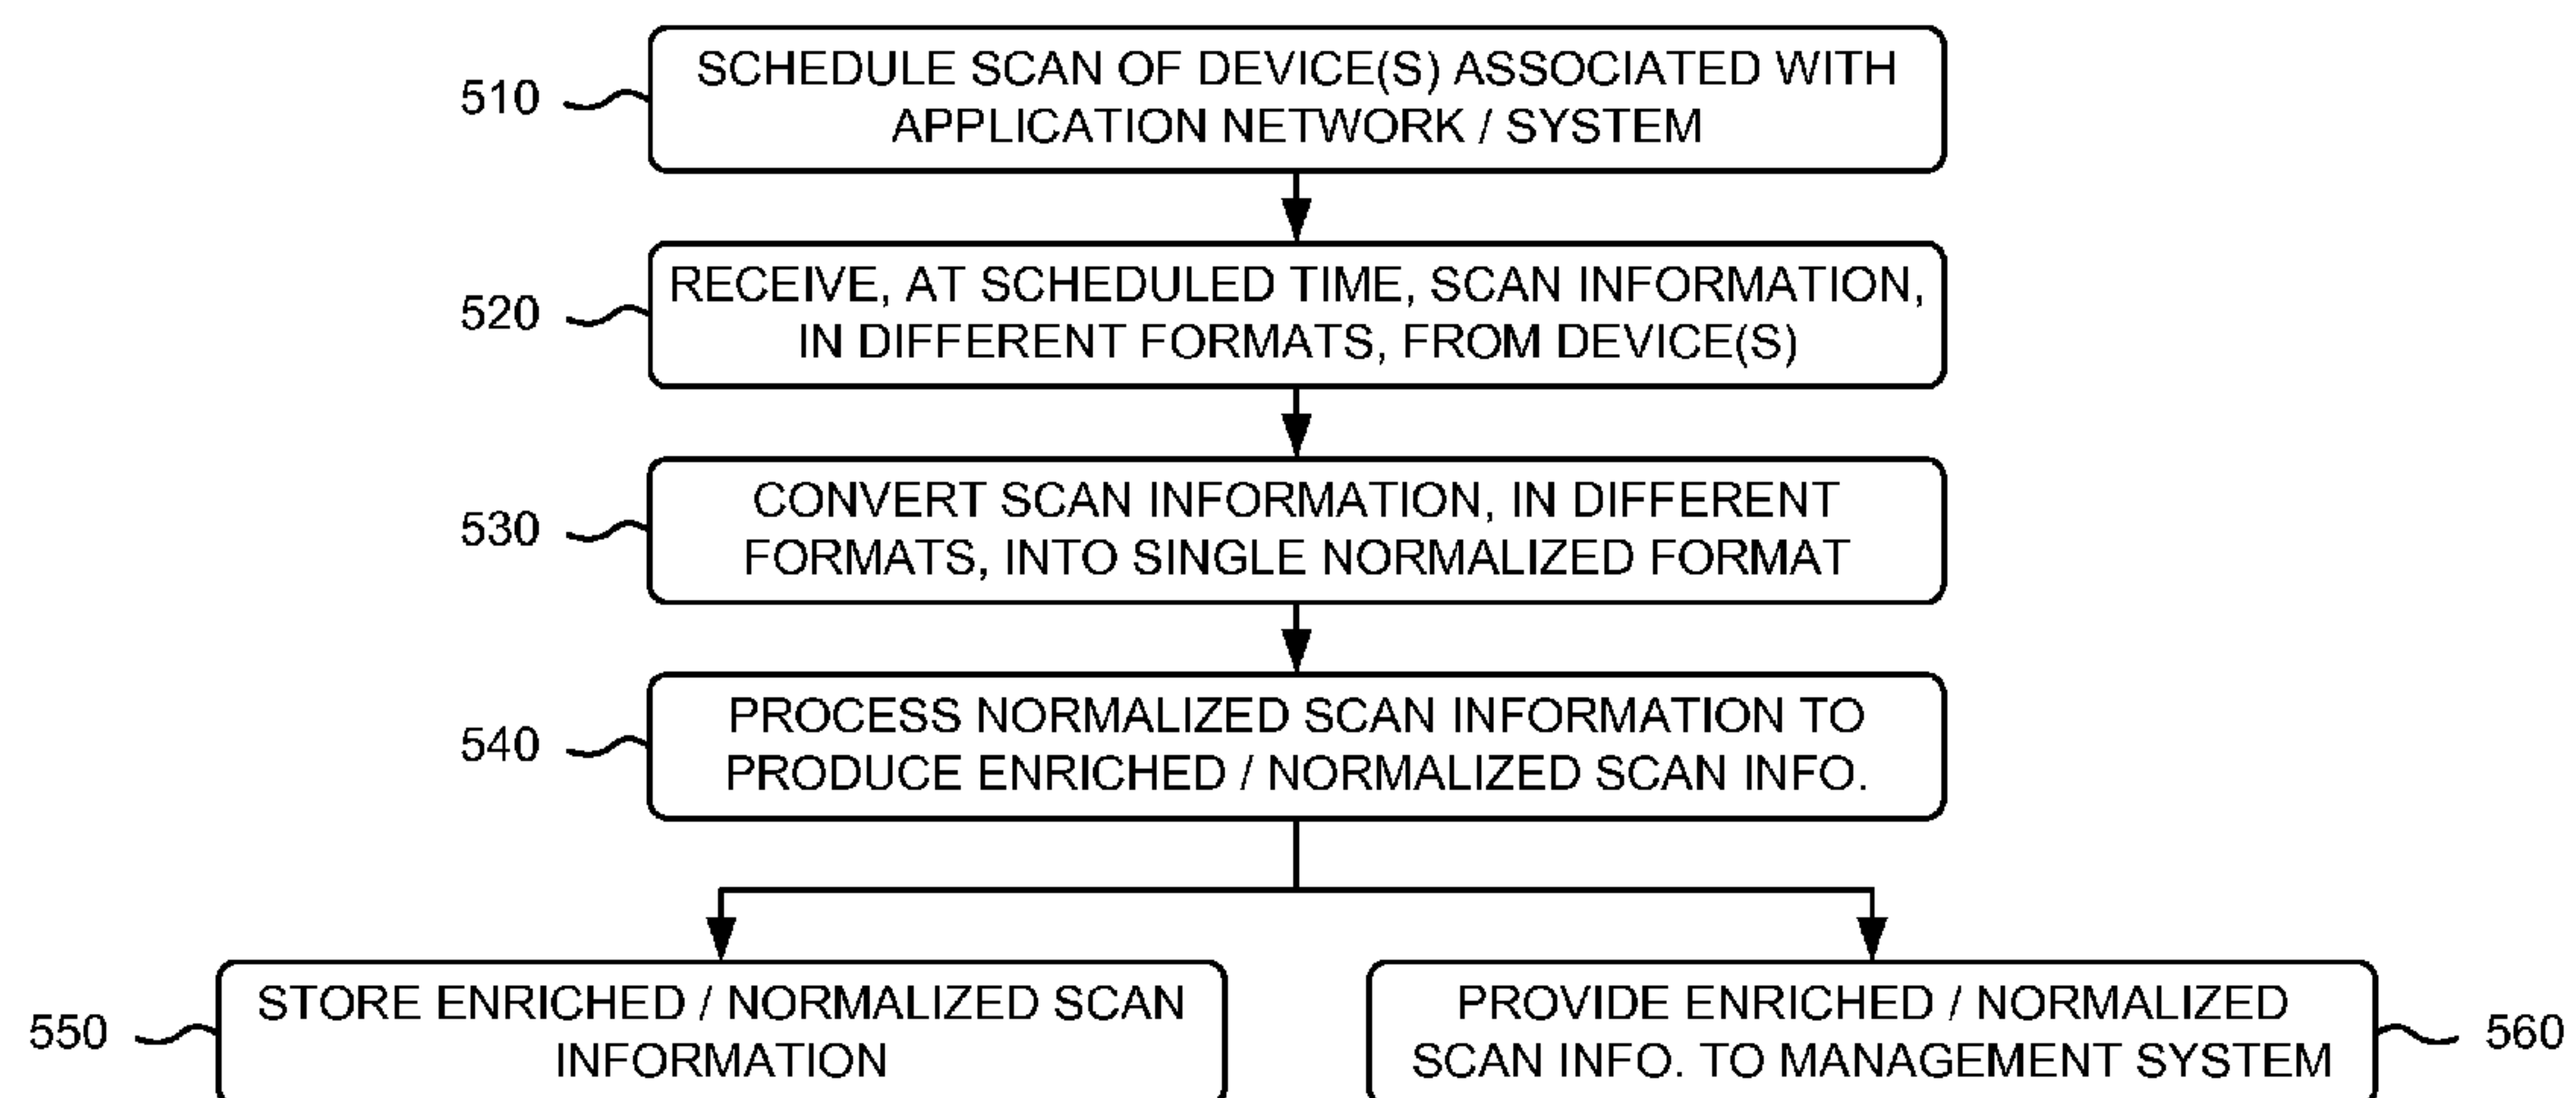 510
SCHEDULE SCAN OF DEVICE(S) ASSOCIATED WITH
APPLICATION NETWORK / SYSTEM
520
RECEIVE, AT SCHEDULED TIME, SCAN INFORMATION,
IN DIFFERENT FORMATS, FROM DEVICE(S)
530
CONVERT SCAN INFORMATION, IN DIFFERENT
FORMATS, INTO SINGLE NORMALIZED FORMAT
540
PROCESS NORMALIZED SCAN INFORMATION TO
PRODUCE ENRICHED / NORMALIZED SCAN INFO.
550
STORE ENRICHED / NORMALIZED SCAN
INFORMATION
PROVIDE ENRICHED / NORMALIZED
SCAN INFO. TO MANAGEMENT SYSTEM
560